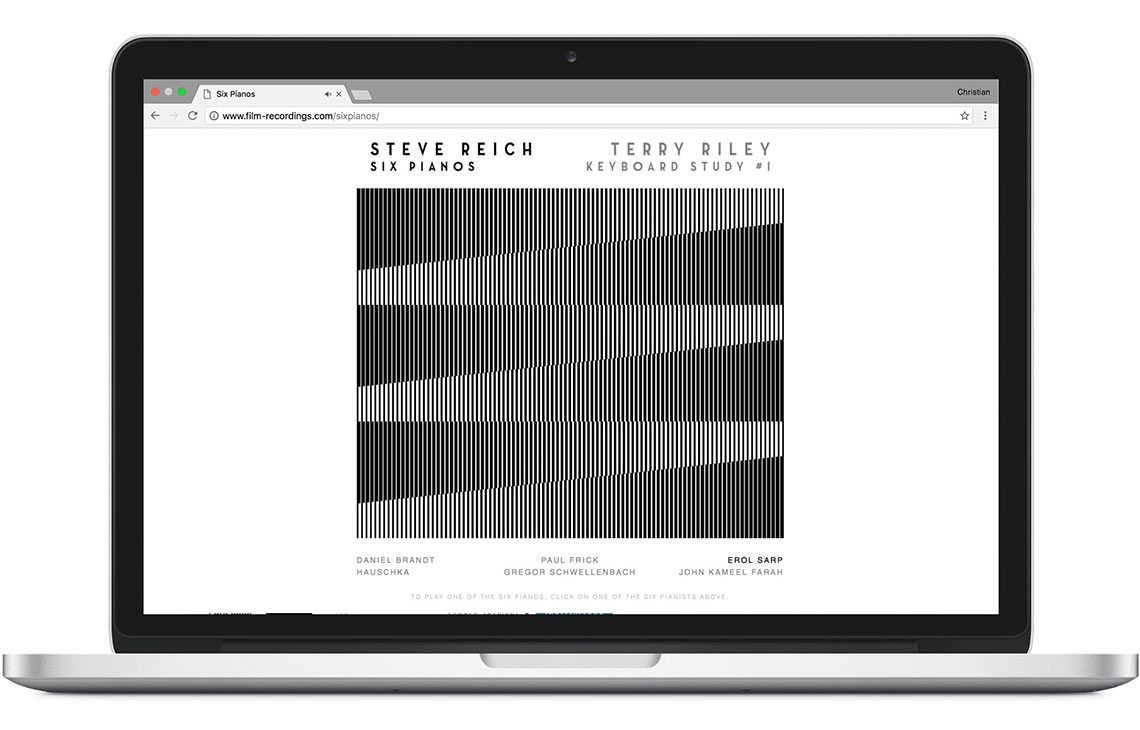 Six Pianos
Christian
www.film-recordings.com/sixpianos/
STEVE REICH
SIX PIANOS
TERRY RILEY
KEYBOARD STUDY #1
DANIEL BRANDT
HAUSCHKA
PAUL FRICK
GREGOR SCHWELLENBACH
EROL SARP
JOHN KAMEEL FARAH
TO PLAY ONE OF THE SIX PIANOS, CLICK ON ONE OF THE SIX PIANISTS ABOVE.